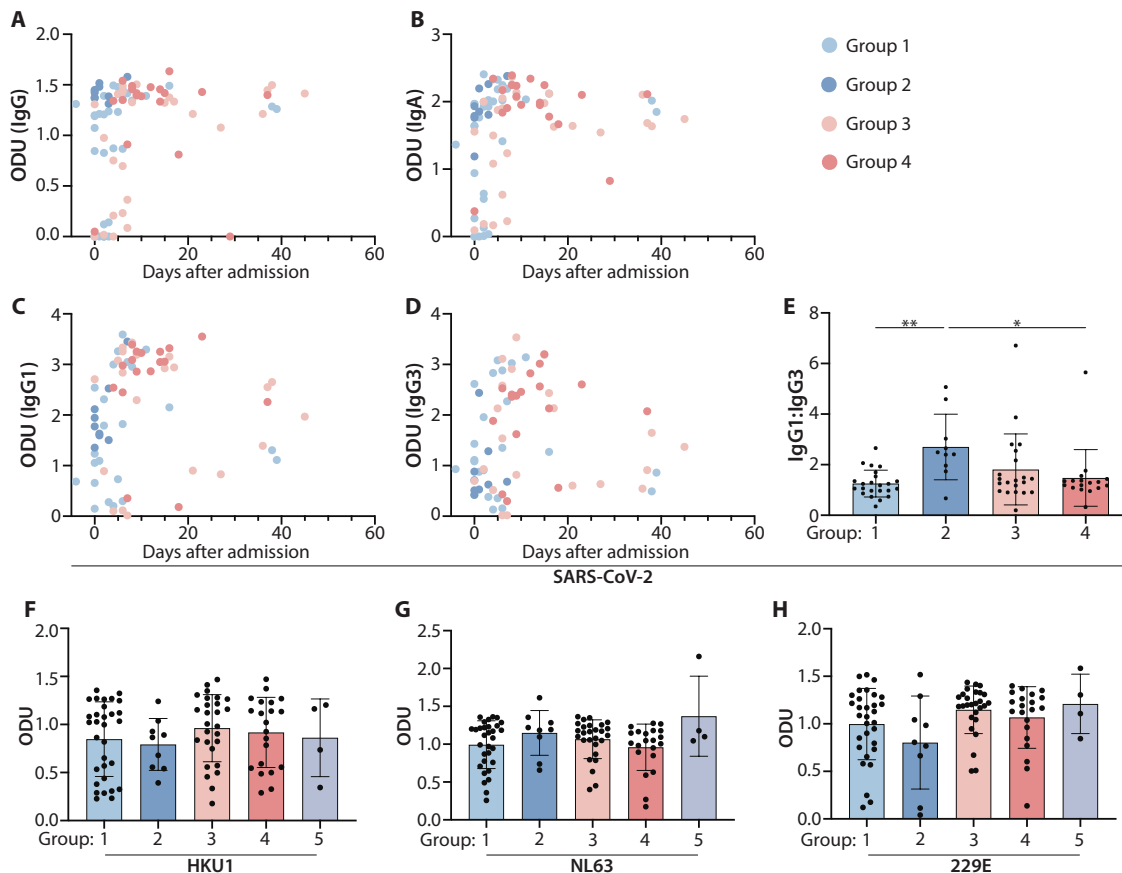 A
ODU (IgG)
2.0
1.5
1.0
0.5
0.0
0 20 40 60
Days after admission
B
ODU (IgA)
3
2
1
0
0 20 40 60
Days after admission
Group 1
Group 2
Group 3
Group 4
C
ODU (IgG1)
4
3
2
1
0
0 20 40 60
Days after admission
D
ODU (IgG3)
4
3
2
1
0
0 20 40 60
Days after admission
E
IgG1:IgG3
8
6
4
2
0
** *
Group: 1 2 3 4
SARS-CoV-2
F
ODU
2.0
1.5
1.0
0.5
0.0
Group: 1 2 3 4 5
HKU1
G
ODU
2.5
2.0
1.5
1.0
0.5
0.0
Group: 1 2 3 4 5
NL63
H
ODU
2.0
1.5
1.0
0.5
0.0
Group: 1 2 3 4 5
229E